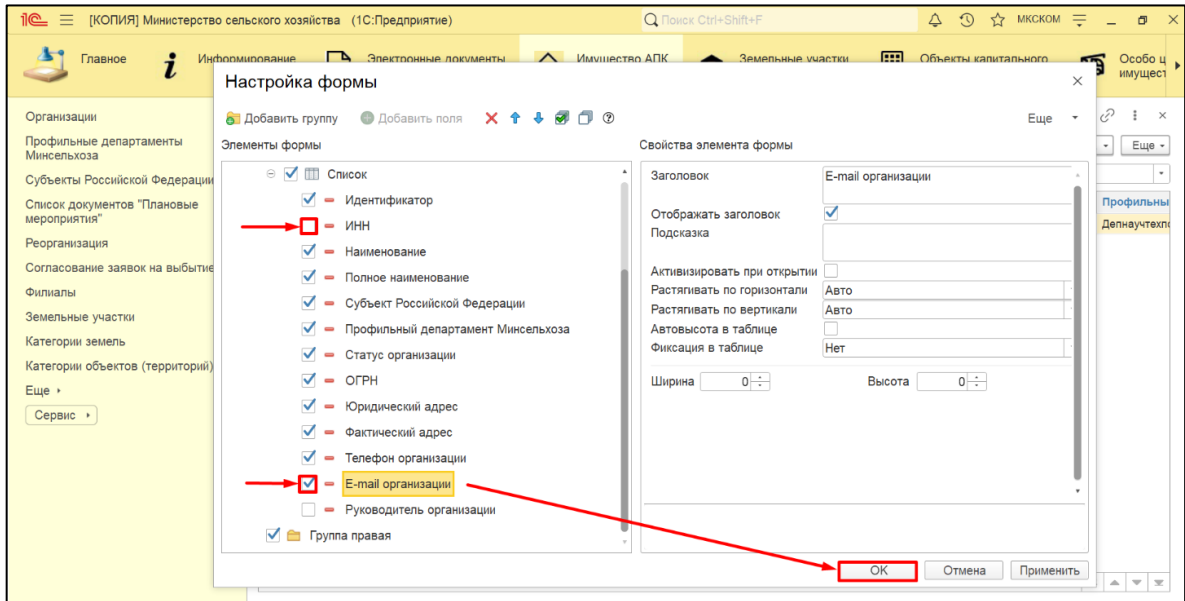 [КОПИЯ] Министерство сельского хозяйства (1С:Предприятие)
Поиск Ctrl+Shift+F
МКСКОМ
Главное
Информирование
Электронные документы
Имущество АПК
Земельные участки
Объекты капитального
Особо ц
имущест
Организации
Профильные департаменты
Минсельхоза
Субъекты Российской Федерации
Список документов "Плановые
мероприятия"
Реорганизация
Согласование заявок на выбытие
Филиалы
Земельные участки
Категории земель
Категории объектов (территорий)
Еще
Сервис
Настройка формы
Добавить группу
Добавить поля
Еще
Элементы формы
Список
Идентификатор
ИНН
Наименование
Полное наименование
Субъект Российской Федерации
Профильный департамент Минсельхоза
Статус организации
ОГРН
Юридический адрес
Фактический адрес
Телефон организации
E-mail организации
Руководитель организации
Группа правая
Свойства элемента формы
Заголовок E-mail организации
Отображать заголовок
Подсказка
Активизировать при открытии
Растягивать по горизонтали Авто
Растягивать по вертикали Авто
Автовысота в таблице
Фиксация в таблице Нет
Ширина 0 Высота 0
OK Отмена Применить
Еще
Профильны
Депнаучтехпо